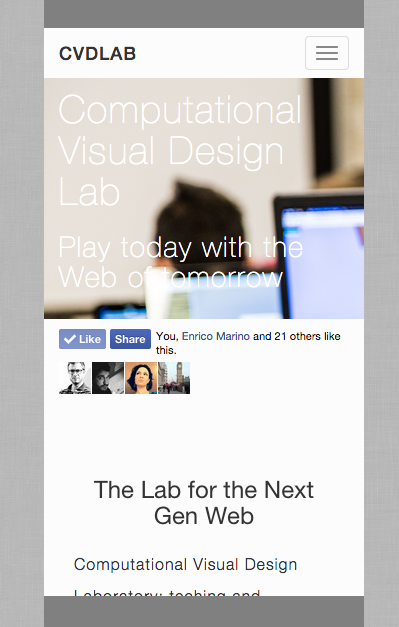 CVDLAB
Computational
Visual Design
Lab
Play today with the
Web of tomorrow
Like Share You, Enrico Marino and 21 others like
this.
The Lab for the Next
Gen Web
Computational Visual Design
Laboratory: teching and